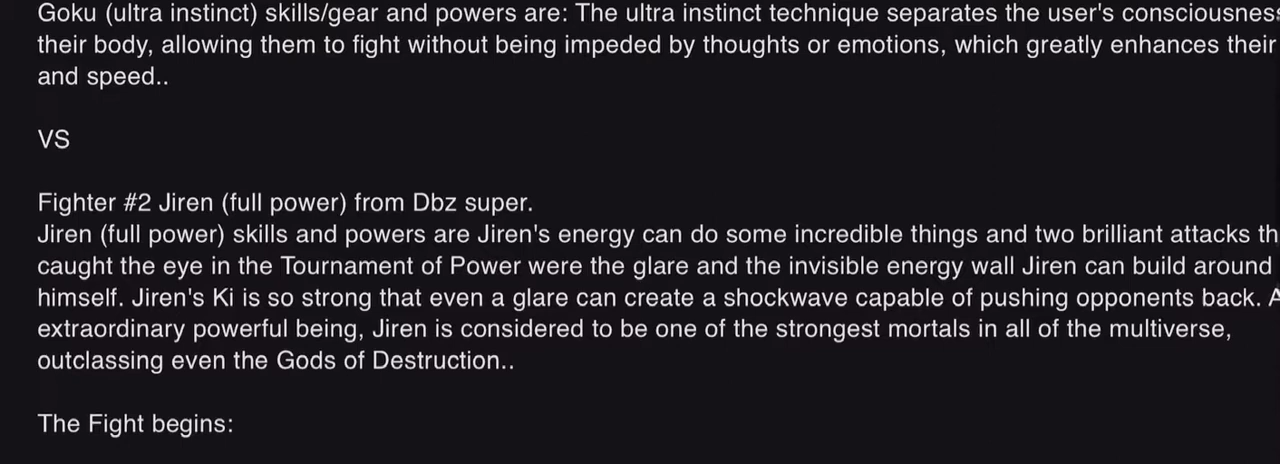 Goku (ultra instinct) skills/gear and powers are: The ultra instinct technique separates the user's
their body, allowing them to fight without being impeded by thoughts or emotions, which greatly enhances their
and speed..
VS
Fighter #2 Jiren (full power) from Dbz super.
Jiren (full power) skills and powers are Jiren's energy can do some incredible things and two brilliant attacks
caught the eye in the Tournament of Power were the glare and the invisible energy wall Jiren can build around
himself. Jiren's Ki is so strong that even a glare can create a shockwave capable of pushing opponents back.
extraordinary powerful being, Jiren is considered to be one of the strongest mortals in all of the multiverse,
outclassing even the Gods of Destruction..
The Fight begins: